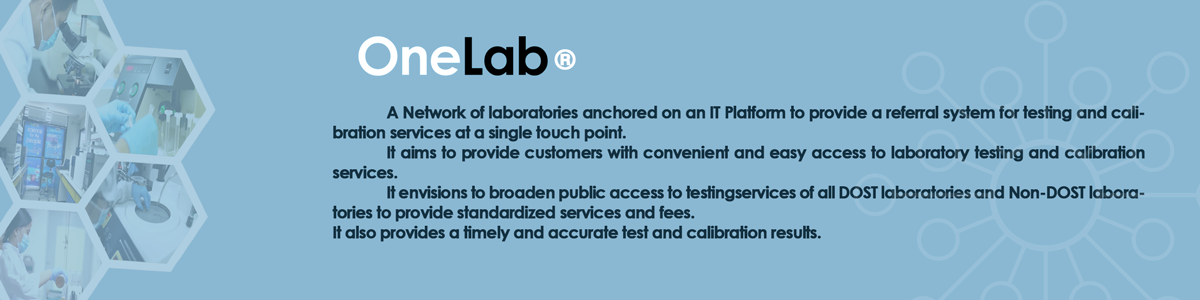 OneLab ®
A Network of laboratories anchored on an IT Platform to provide a referral system for testing and cali-
bration services at a single touch point.
It aims to provide customers with convenient and easy access to laboratory testing and calibration
services.
It envisions to broaden public access to testingservices of all DOST laboratories and Non-DOST labora-
tories to provide standardized services and fees.
It also provides a timely and accurate test and calibration results.